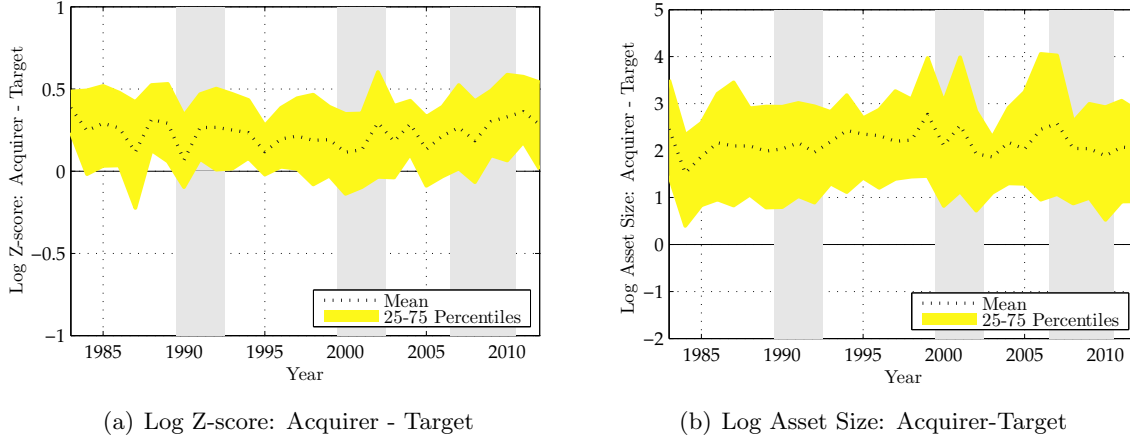 1
0.5
0
−0.5
−1
Log Z-score: Acquirer - Target
1985 1990 1995 2000 2005 2010
Year
Mean
25-75 Percentiles
(a) Log Z-score: Acquirer - Target
5
4
3
2
1
0
−1
−2
Log Asset Size: Acquirer - Target
1985 1990 1995 2000 2005 2010
Year
Mean
25-75 Percentiles
(b) Log Asset Size: Acquirer-Target